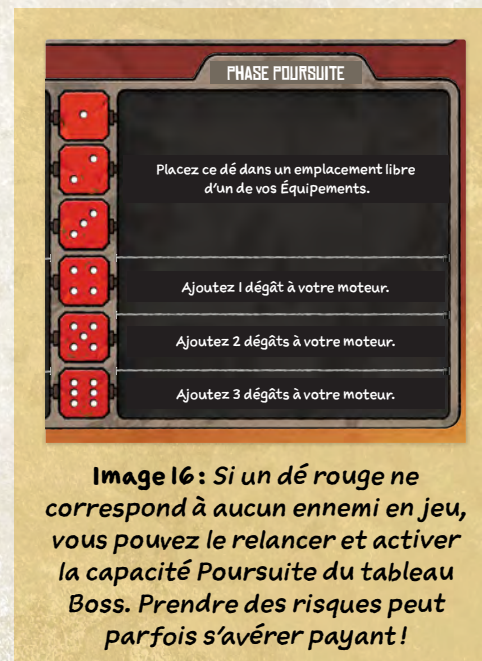 PHASE POURSUITE
Placez ce dé dans un emplacement libre
d'un de vos Équipements.
Ajoutez 1 dégât à votre moteur.
Ajoutez 2 dégâts à votre moteur.
Ajoutez 3 dégâts à votre moteur.
Image 16 : Si un dé rouge ne
correspond à aucun ennemi en jeu,
vous pouvez le relancer et activer
la capacité Poursuite du tableau
Boss. Prendre des risques peut
parfois s'avérer payant !